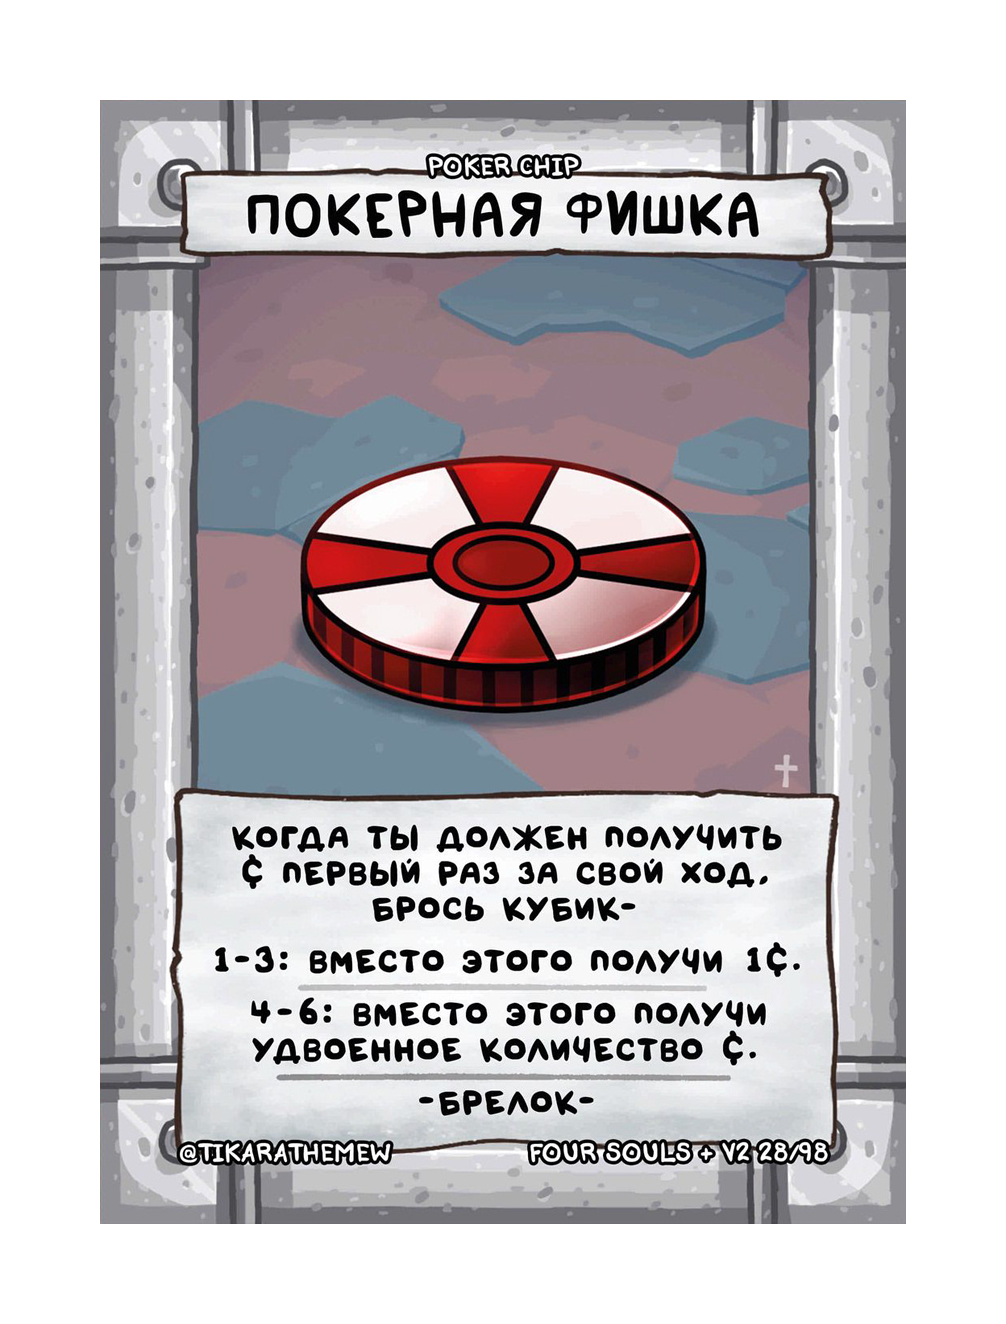 POKER CHIP
ПОКЕРНАЯ ФИШКА
КОГДА ТЫ ДОЛЖЕН ПОЛУЧИТЬ
₵ ПЕРВЫЙ РАЗ ЗА СВОЙ ХОД,
БРОСЬ КУБИК-
1-3: ВМЕСТО ЭТОГО ПОЛУЧИ 1₵.
4-6: ВМЕСТО ЭТОГО ПОЛУЧИ
УДВОЕННОЕ КОЛИЧЕСТВО ₵.
-БРЕЛОК-
@TIKARATHEMEW
FOUR SOULS + V2 28/98